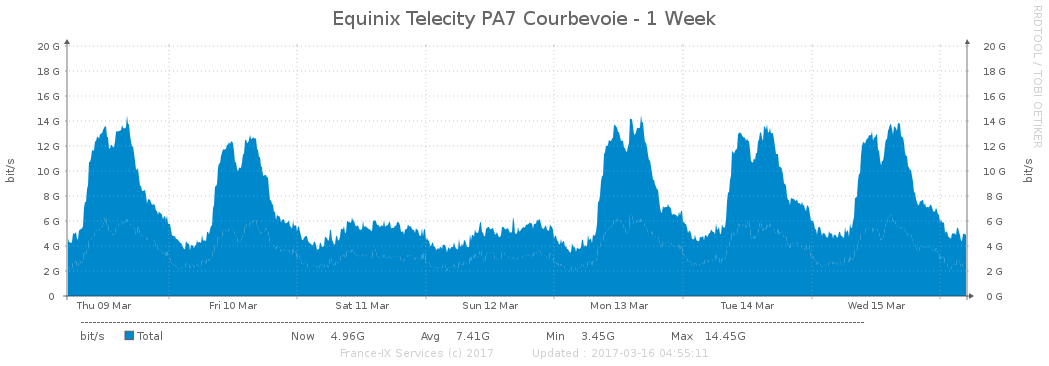 Equinix Telecity PA7 Courbevoie - 1 Week
RRDTOOL / TOBI OETIKER
bit/s
20 G
18 G
16 G
14 G
12 G
10 G
8 G
6 G
4 G
2 G
0
20 G
18 G
16 G
14 G
12 G
10 G
8 G
6 G
4 G
2 G
0 G
bit/s
Thu 09 Mar Fri 10 Mar Sat 11 Mar Sun 12 Mar Mon 13 Mar Tue 14 Mar Wed 15 Mar
bit/s Total Now 4.96G Avg 7.41G Min 3.45G Max 14.45G
France-IX Services (c) 2017 Updated : 2017-03-16 04:55:11